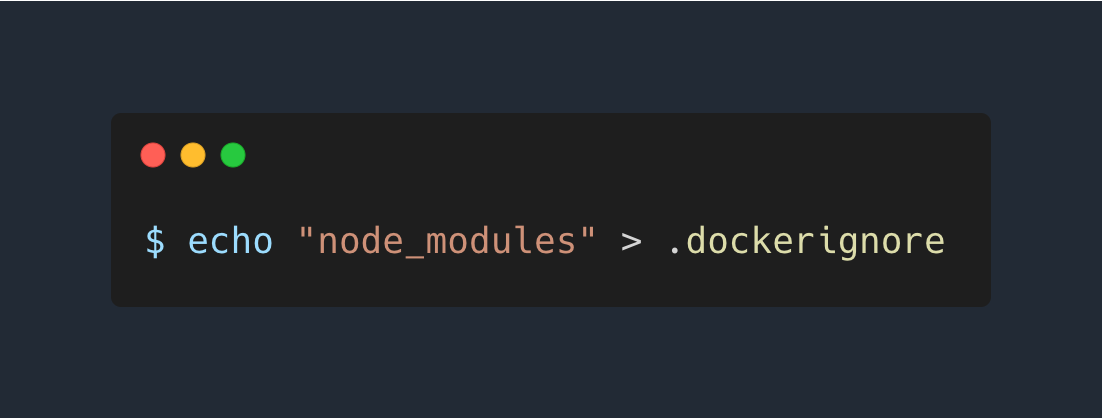 $ echo "node_modules" > .dockerignore